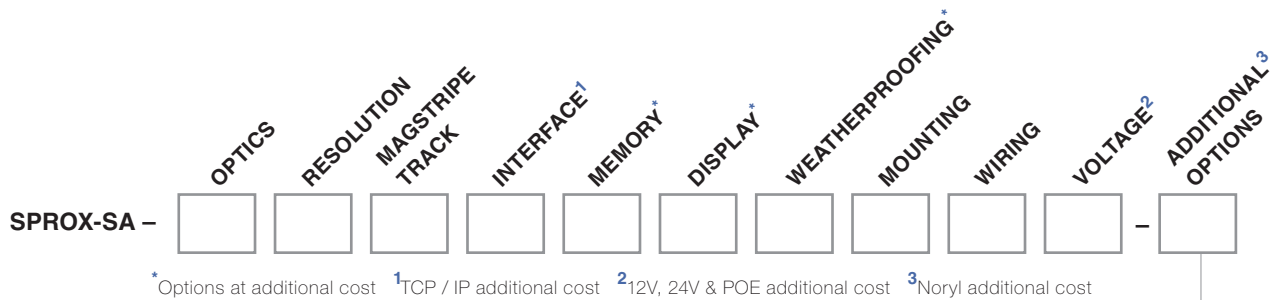 OPTICS
RESOLUTION
MAGSTRIPE
TRACK
INTERFACE1
MEMORY*
DISPLAY*
WEATHERPROOFING*
MOUNTING
WIRING
VOLTAGE2
ADDITIONAL3
OPTIONS
SPROX-SA – –
*Options at additional cost 1TCP / IP additional cost 212V, 24V & POE additional cost 3Noryl additional cost